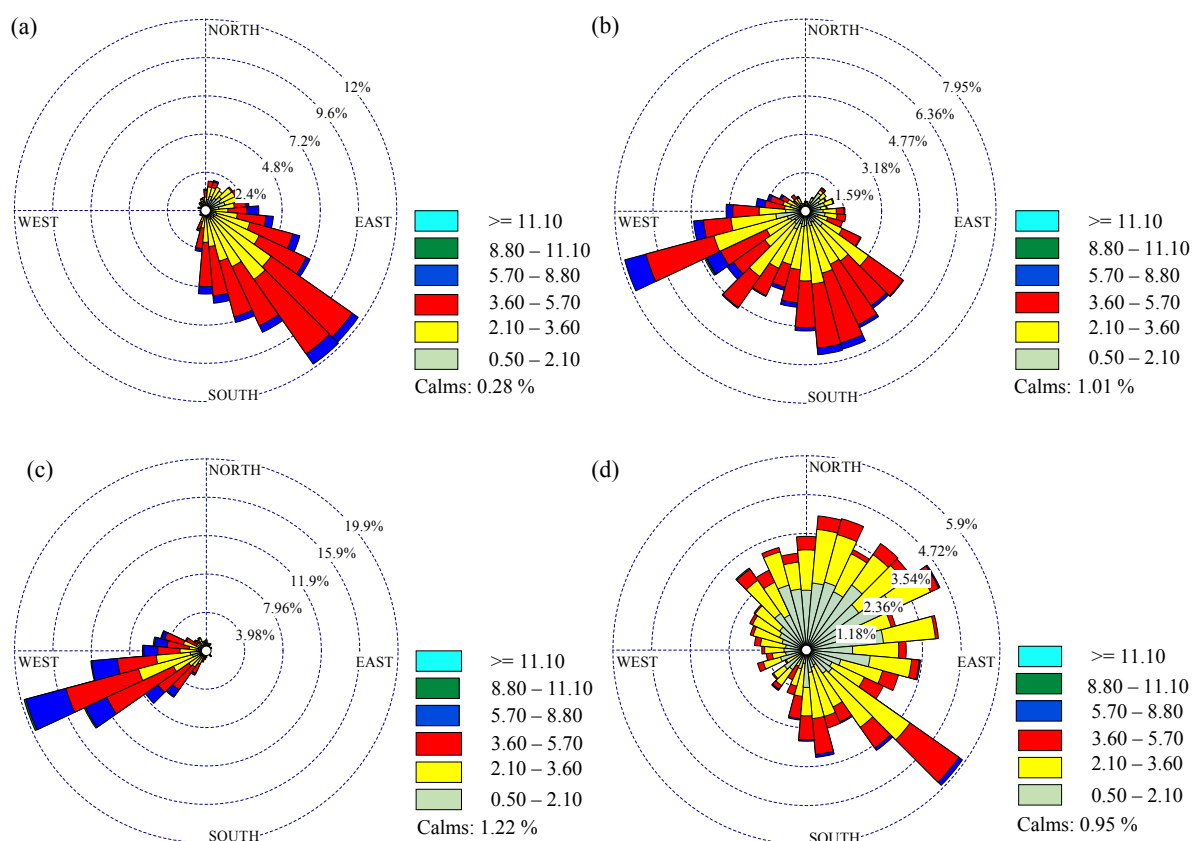 (a)
NORTH
12%
9.6%
7.2%
4.8%
2.4%
WEST
EAST
SOUTH
>= 11.10
8.80 – 11.10
5.70 – 8.80
3.60 – 5.70
2.10 – 3.60
0.50 – 2.10
Calms: 0.28 %
(b)
NORTH
7.95%
6.36%
4.77%
3.18%
1.59%
WEST
EAST
SOUTH
>= 11.10
8.80 – 11.10
5.70 – 8.80
3.60 – 5.70
2.10 – 3.60
0.50 – 2.10
Calms: 1.01 %
(c)
NORTH
19.9%
15.9%
11.9%
7.96%
3.98%
WEST
EAST
SOUTH
>= 11.10
8.80 – 11.10
5.70 – 8.80
3.60 – 5.70
2.10 – 3.60
0.50 – 2.10
Calms: 1.22 %
(d)
NORTH
5.9%
4.72%
3.54%
2.36%
1.18%
WEST
EAST
SOUTH
>= 11.10
8.80 – 11.10
5.70 – 8.80
3.60 – 5.70
2.10 – 3.60
0.50 – 2.10
Calms: 0.95 %